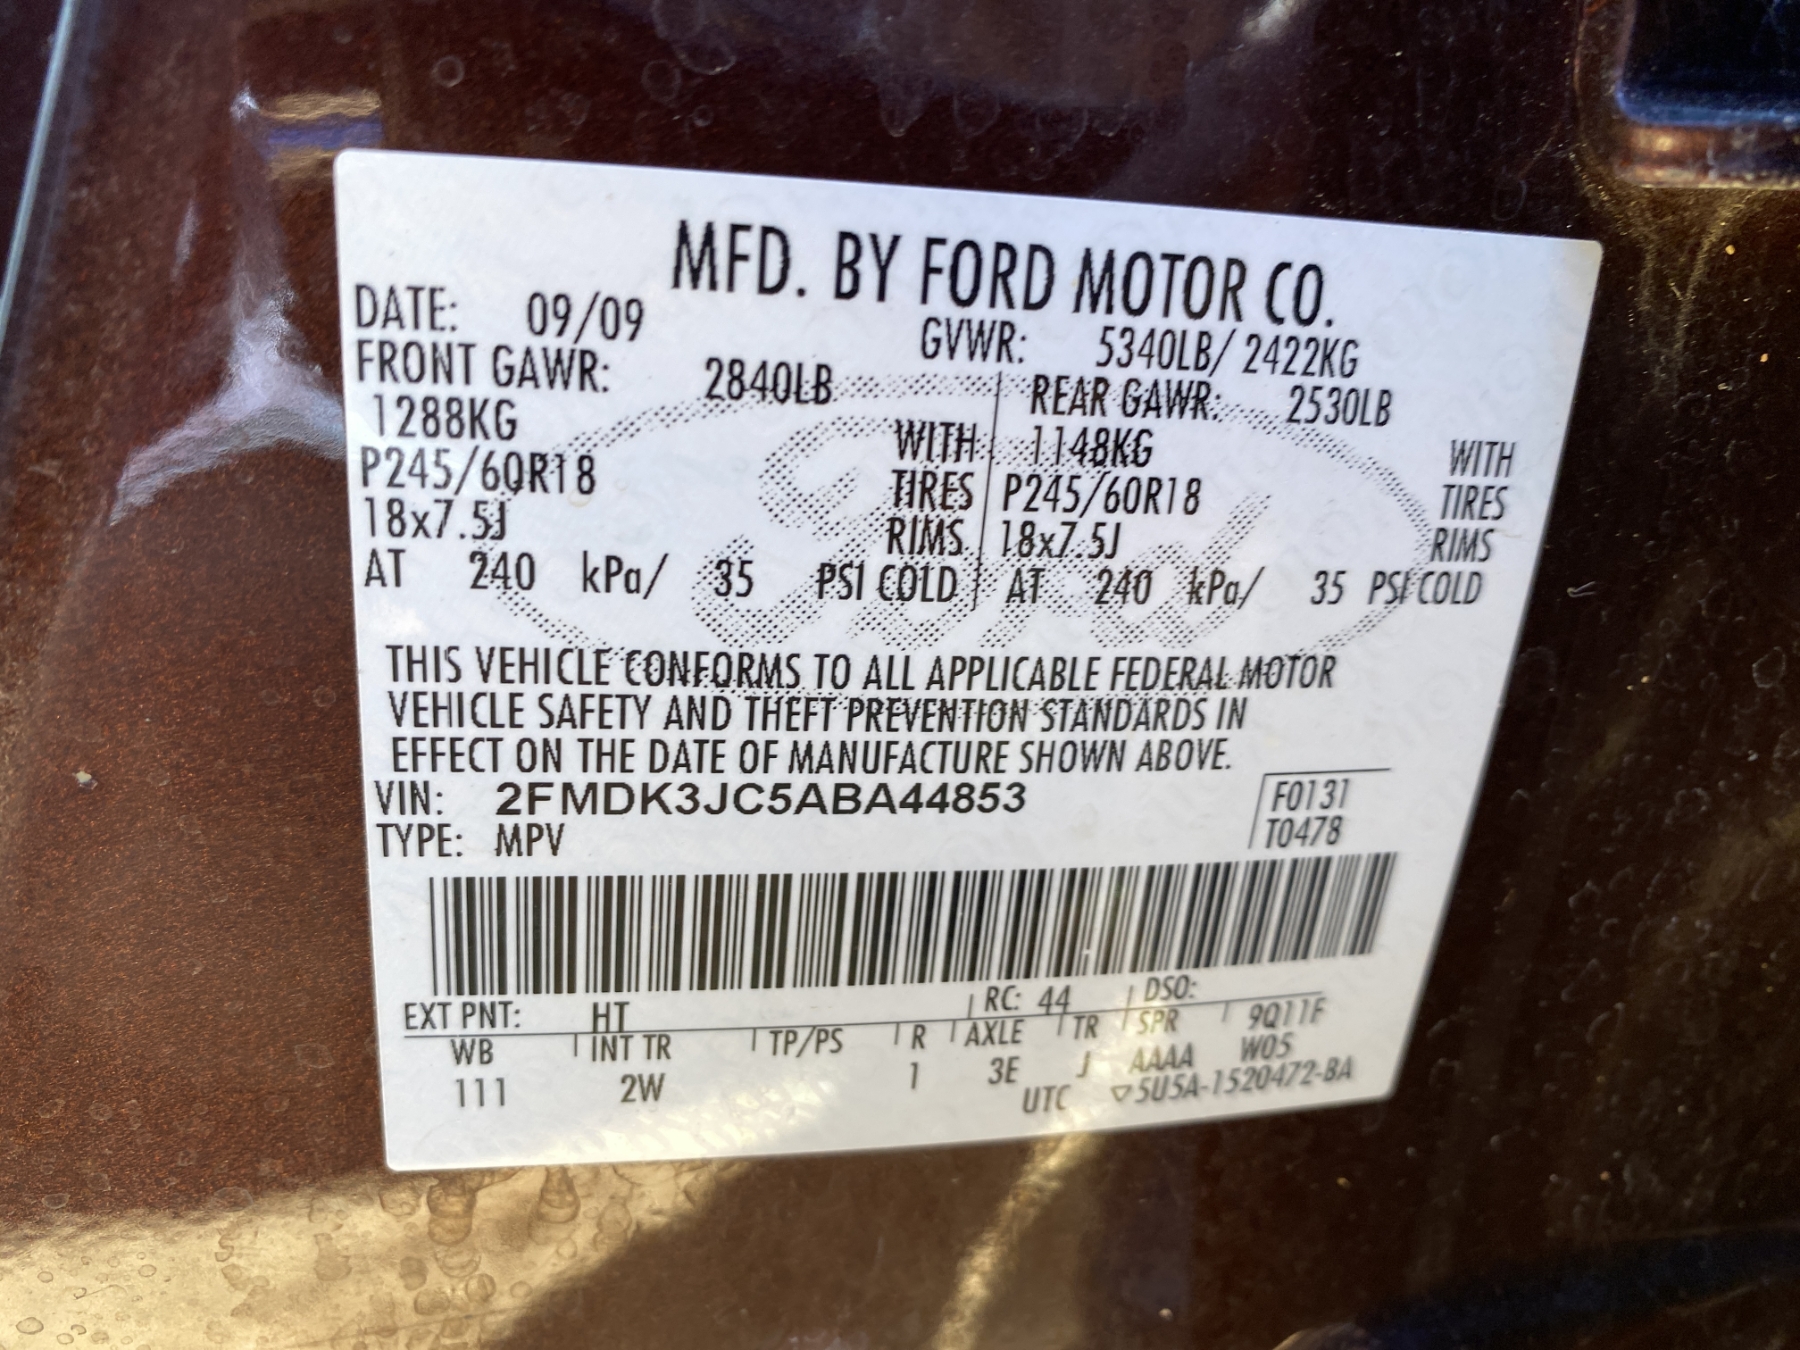 MFD. BY FORD MOTOR CO.
DATE: 09/09 GVWR: 5340LB/ 2422KG
FRONT GAWR: 2840LB REAR GAWR: 2530LB
1288KG WITH 1148KG WITH
P245/60R18 TIRES P245/60R18 TIRES
18x7.5J RIMS 18x7.5J RIMS
AT 240 kPa/ 35 PSI COLD AT 240 kPa/ 35 PSI COLD
THIS VEHICLE CONFORMS TO ALL APPLICABLE FEDERAL MOTOR
VEHICLE SAFETY AND THEFT PREVENTION STANDARDS IN
EFFECT ON THE DATE OF MANUFACTURE SHOWN ABOVE.
VIN: 2FMDK3JC5ABA44853 F0131
TYPE: MPV T0478
EXT PNT: HT RC: 44 DSO:
WB INT TR TP/PS R AXLE TR SPR 9Q11F
111 2W 1 3E J AAAA W05
UTC ▽5U5A-1520472-BA